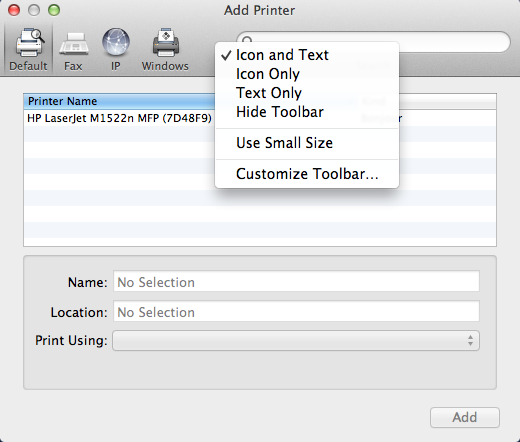 Add Printer
Default Fax IP Windows
✓ Icon and Text
Icon Only
Text Only
Hide Toolbar
Use Small Size
Customize Toolbar...
Printer Name
HP LaserJet M1522n MFP (7D48F9)
Name: No Selection
Location: No Selection
Print Using:
Add